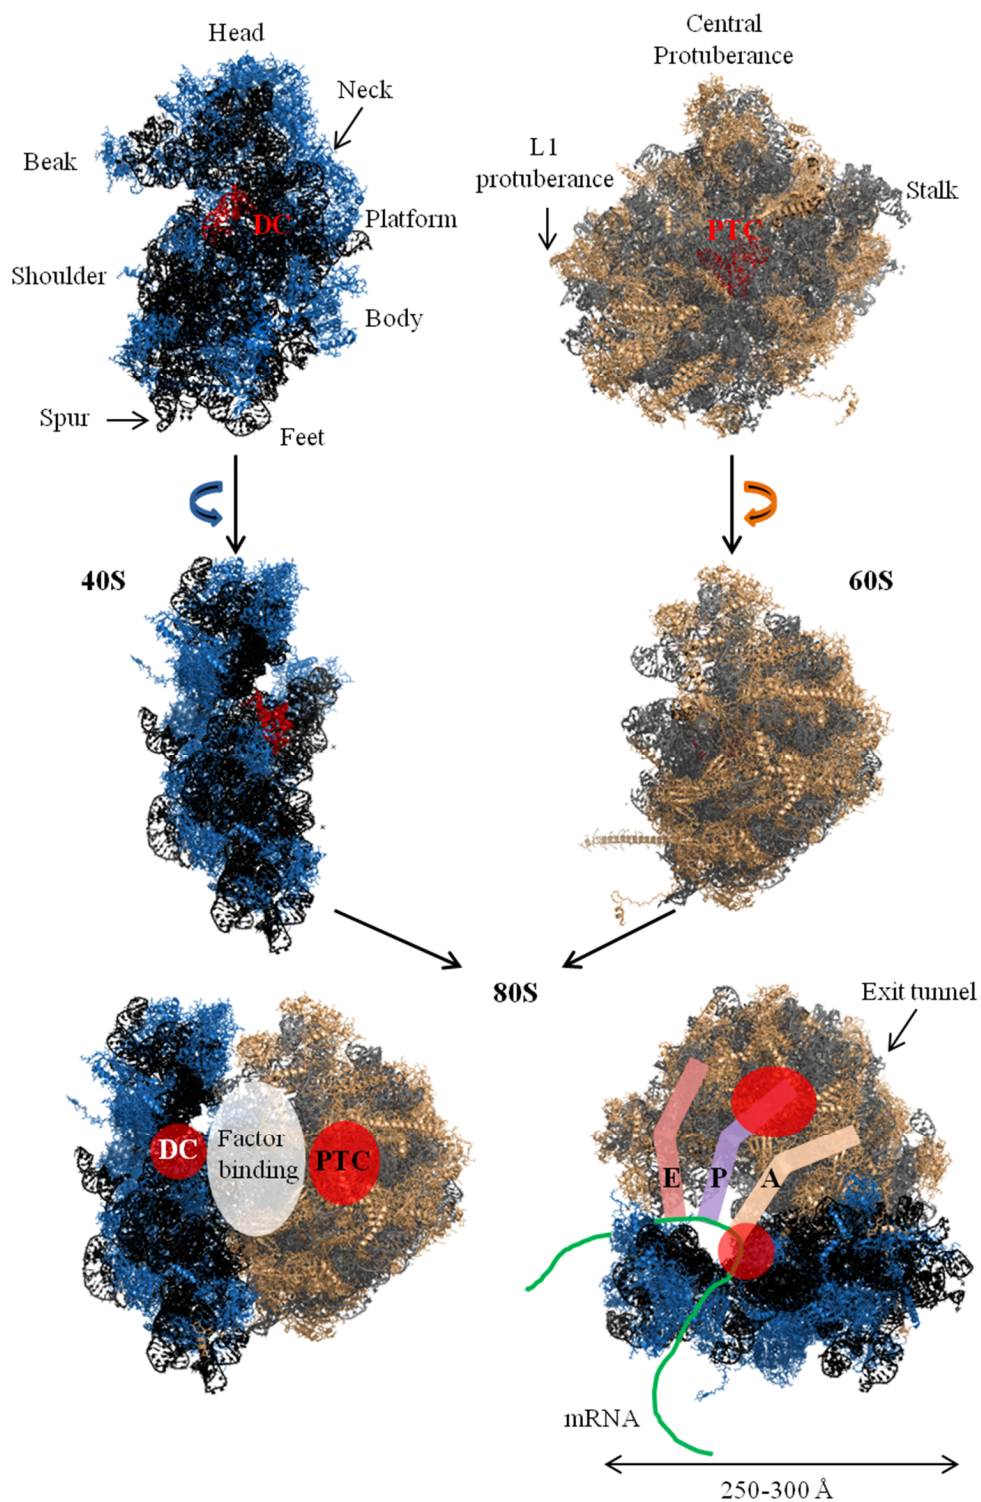 Head
Neck
Beak
DC
Platform
Shoulder
Body
Spur
Feet
Central
Protuberance
L1
protuberance
Stalk
PTC
40S
60S
80S
DC
Factor
binding
PTC
Exit tunnel
E
P
A
mRNA
250-300 Å